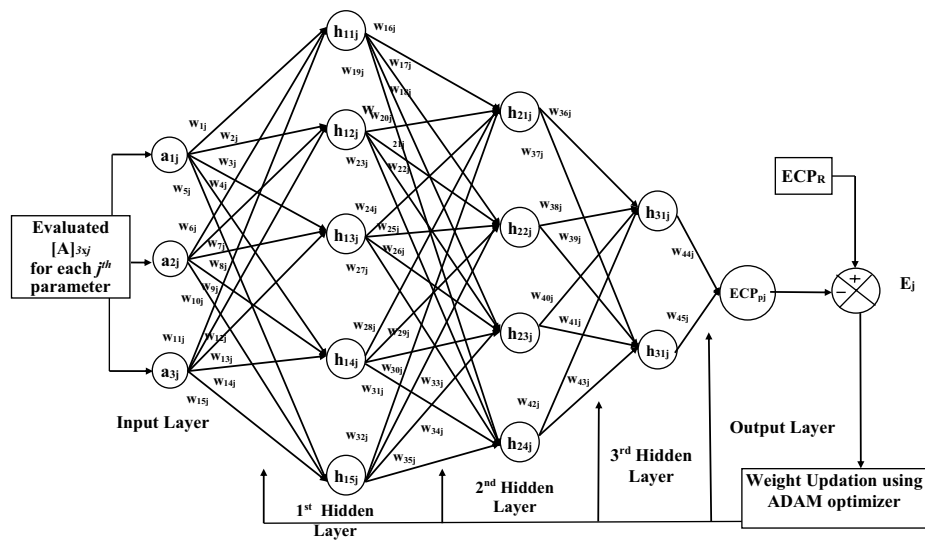 h11j
w16j
w17j
w19j
w18j
w20j
w
21j
h12j
h21j
w36j
w1j
w2j
w3j
w4j
w5j
w23j
w22j
w37j
a1j
ECPR
Evaluated
[A]3xj
for each jth
parameter
w6j
w7j
w8j
w9j
w10j
w24j
w25j
w26j
w27j
h13j
h22j
w38j
w39j
h31j
w44j
a2j
ECPpj
+
−
Ej
w11j
w12j
w13j
w14j
w15j
w28j
w29j
w30j
w31j
h23j
w40j
w41j
w45j
h31j
a3j
h14j
w33j
w43j
w42j
Input Layer
w32j
w34j
w35j
h24j
Output Layer
3rd Hidden
Layer
h15j
2nd Hidden
Layer
Weight Updation using
ADAM optimizer
1st Hidden
Layer